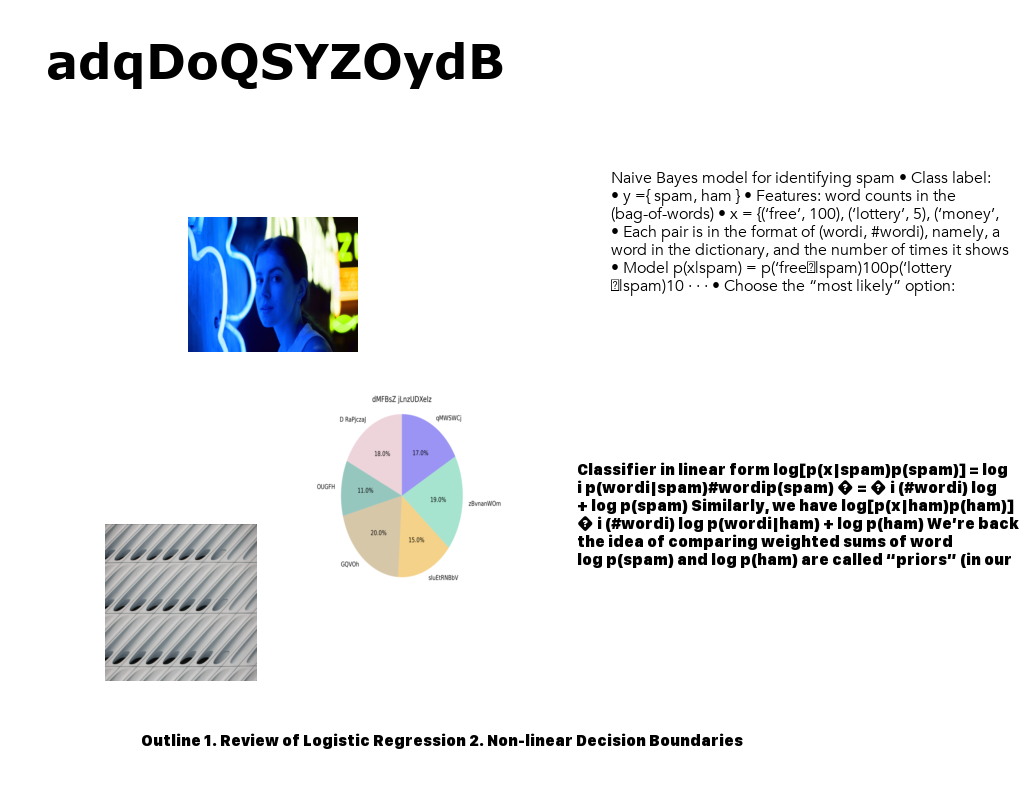 adqDoQSYZOydB
Naive Bayes model for identifying spam • Class label:
• y ={ spam, ham } • Features: word counts in the
(bag-of-words) • x = {(‘free’, 100), (‘lottery’, 5), (‘money’,
• Each pair is in the format of (wordi, #wordi), namely, a
word in the dictionary, and the number of times it shows
• Model p(x|spam) = p(‘free�|spam)100p(‘lottery
�|spam)10 · · · • Choose the “most likely” option:
dMFBsZ jLnzUDXelz
D RaPjczaJ
qMWSWCj
18.0%
17.0%
OUGFH
11.0%
19.0%
zBvnanWOm
20.0%
15.0%
GQVOh
sluEtRNBbV
Classifier in linear form log[p(x|spam)p(spam)] = log
i p(wordi|spam)#wordip(spam) � = � i (#wordi) log
+ log p(spam) Similarly, we have log[p(x|ham)p(ham)]
� i (#wordi) log p(wordi|ham) + log p(ham) We’re back
the idea of comparing weighted sums of word
log p(spam) and log p(ham) are called “priors” (in our
Outline 1. Review of Logistic Regression 2. Non-linear Decision Boundaries